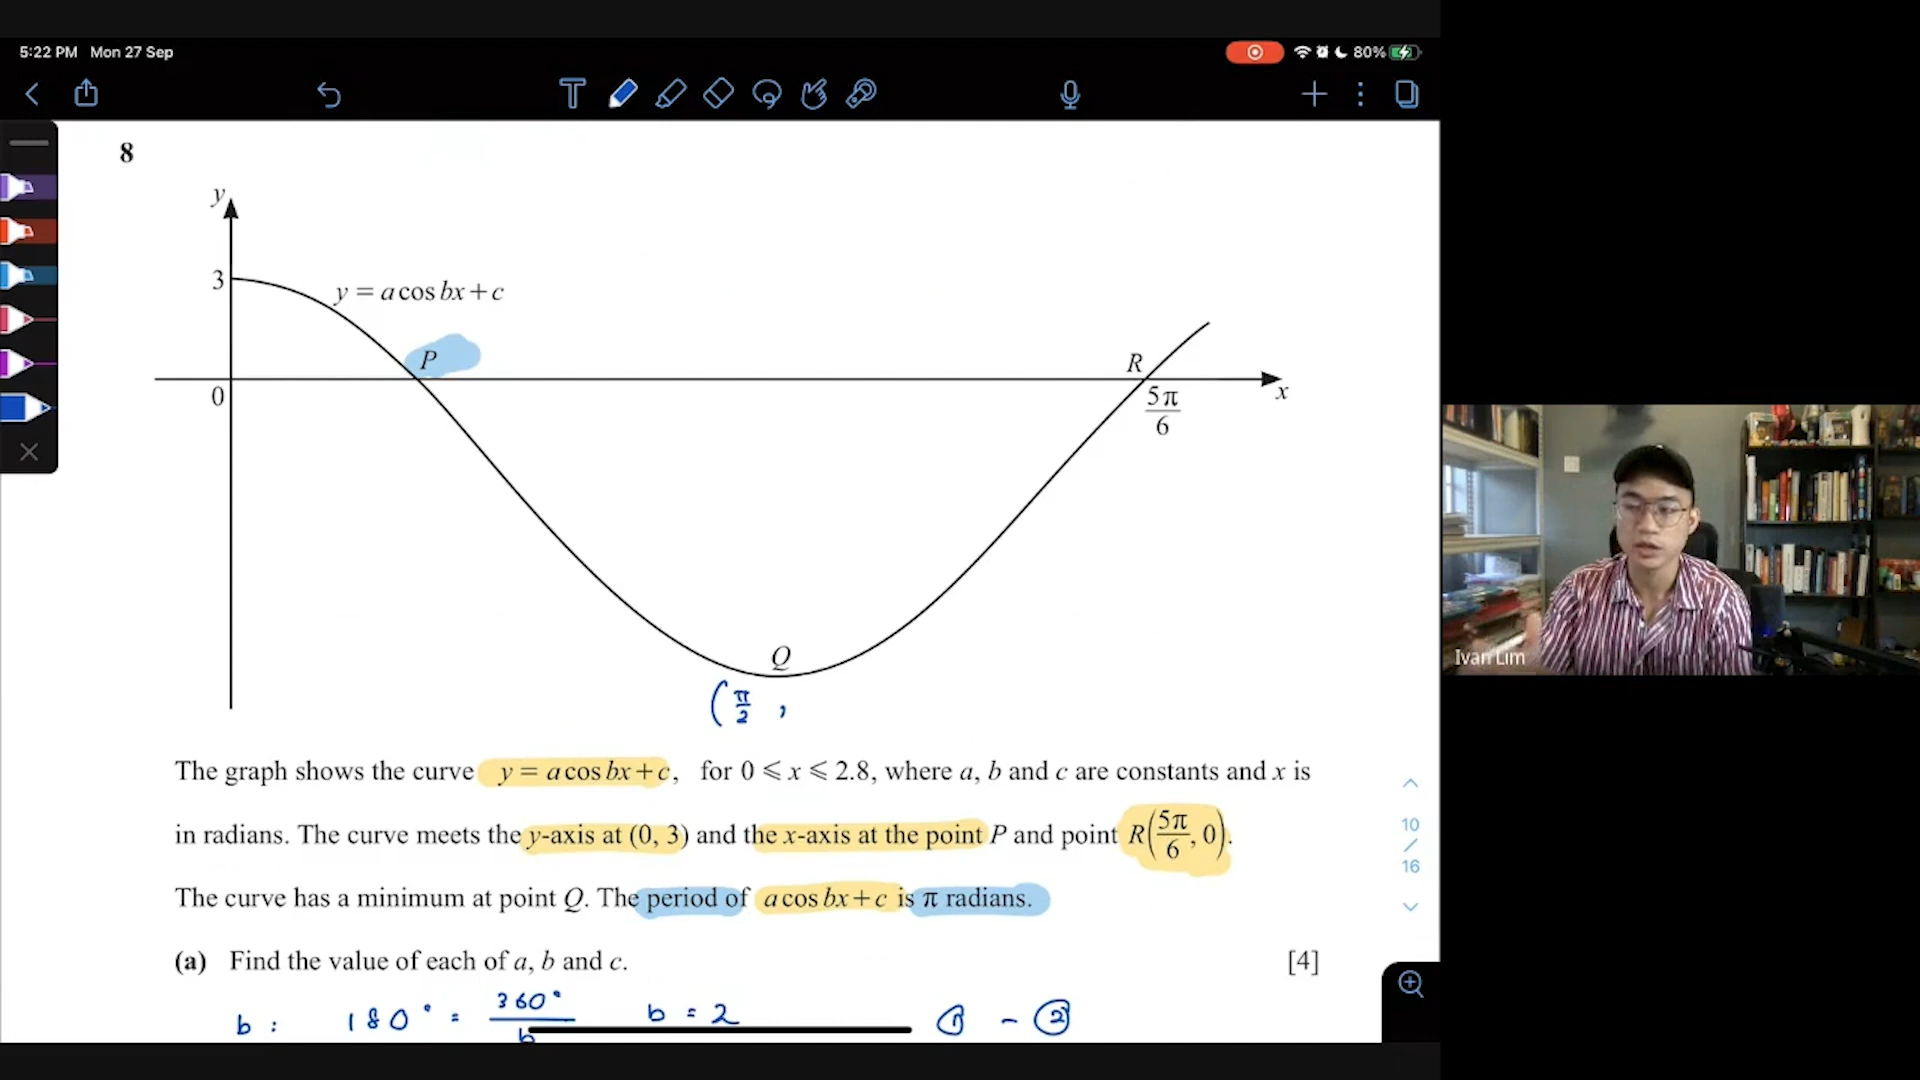 5:22 PM Mon 27 Sep
80%
T
8
y
3
y = a cos bx + c
P
R
0
5π/6
x
Q
(π/2 ,
The graph shows the curve y = a cos bx + c, for 0 ⩽ x ⩽ 2.8, where a, b and c are constants and x is
in radians. The curve meets the y-axis at (0, 3) and the x-axis at the point P and point R(5π/6, 0).
The curve has a minimum at point Q. The period of a cos bx + c is π radians.
(a) Find the value of each of a, b and c. [4]
b : 180° = 360°/b b = 2 ① - ②
10
/
16
Ivan Lim